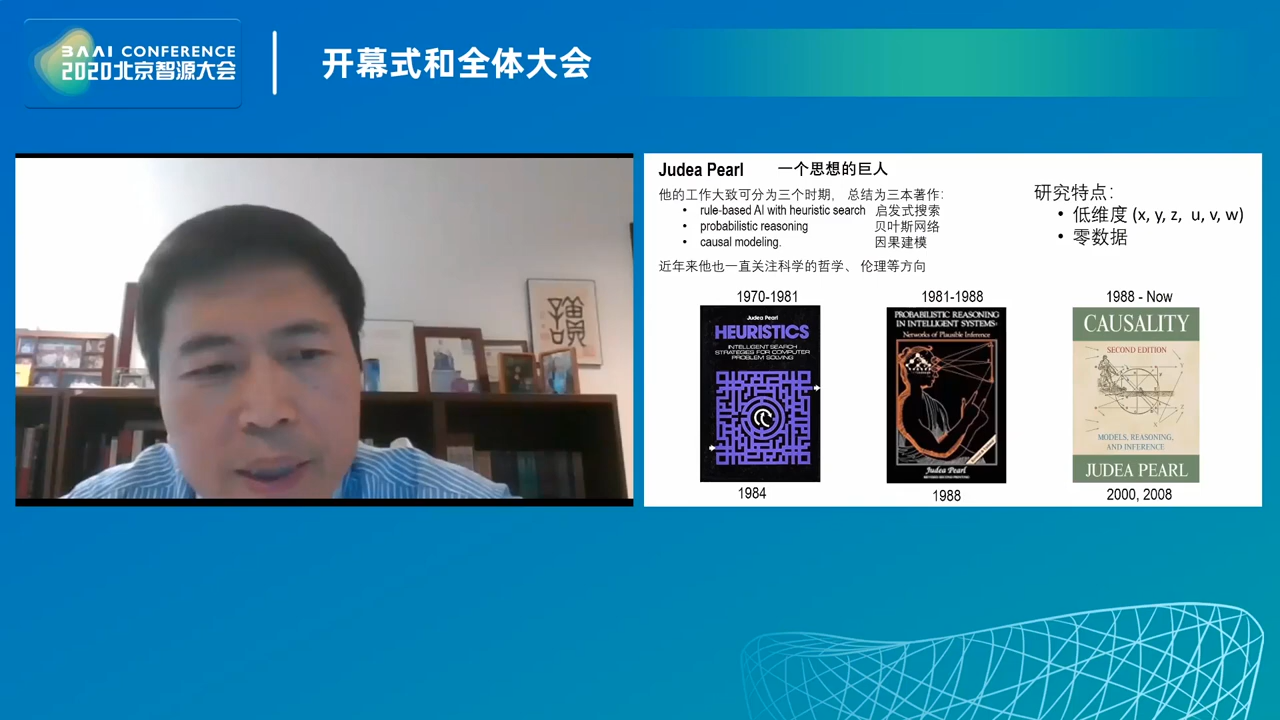 BAAI CONFERENCE
2020北京智源大会
开幕式和全体大会
Judea Pearl 一个思想的巨人
他的工作大致可分为三个时期, 总结为三本著作:
• rule-based AI with heuristic search 启发式搜索
• probabilistic reasoning 贝叶斯网络
• causal modeling. 因果建模
近年来他也一直关注科学的哲学、伦理等方向
研究特点:
• 低维度 (x, y, z, u, v, w)
• 零数据
1970-1981
Judea Pearl
HEURISTICS
INTELLIGENT SEARCH
STRATEGIES FOR COMPUTER
PROBLEM SOLVING
1984
1981-1988
PROBABILISTIC REASONING
IN INTELLIGENT SYSTEMS:
Networks of Plausible Inference
Judea Pearl
REVISED SECOND PRINTING
1988
1988 - Now
CAUSALITY
SECOND EDITION
MODELS, REASONING,
AND INFERENCE
JUDEA PEARL
2000, 2008